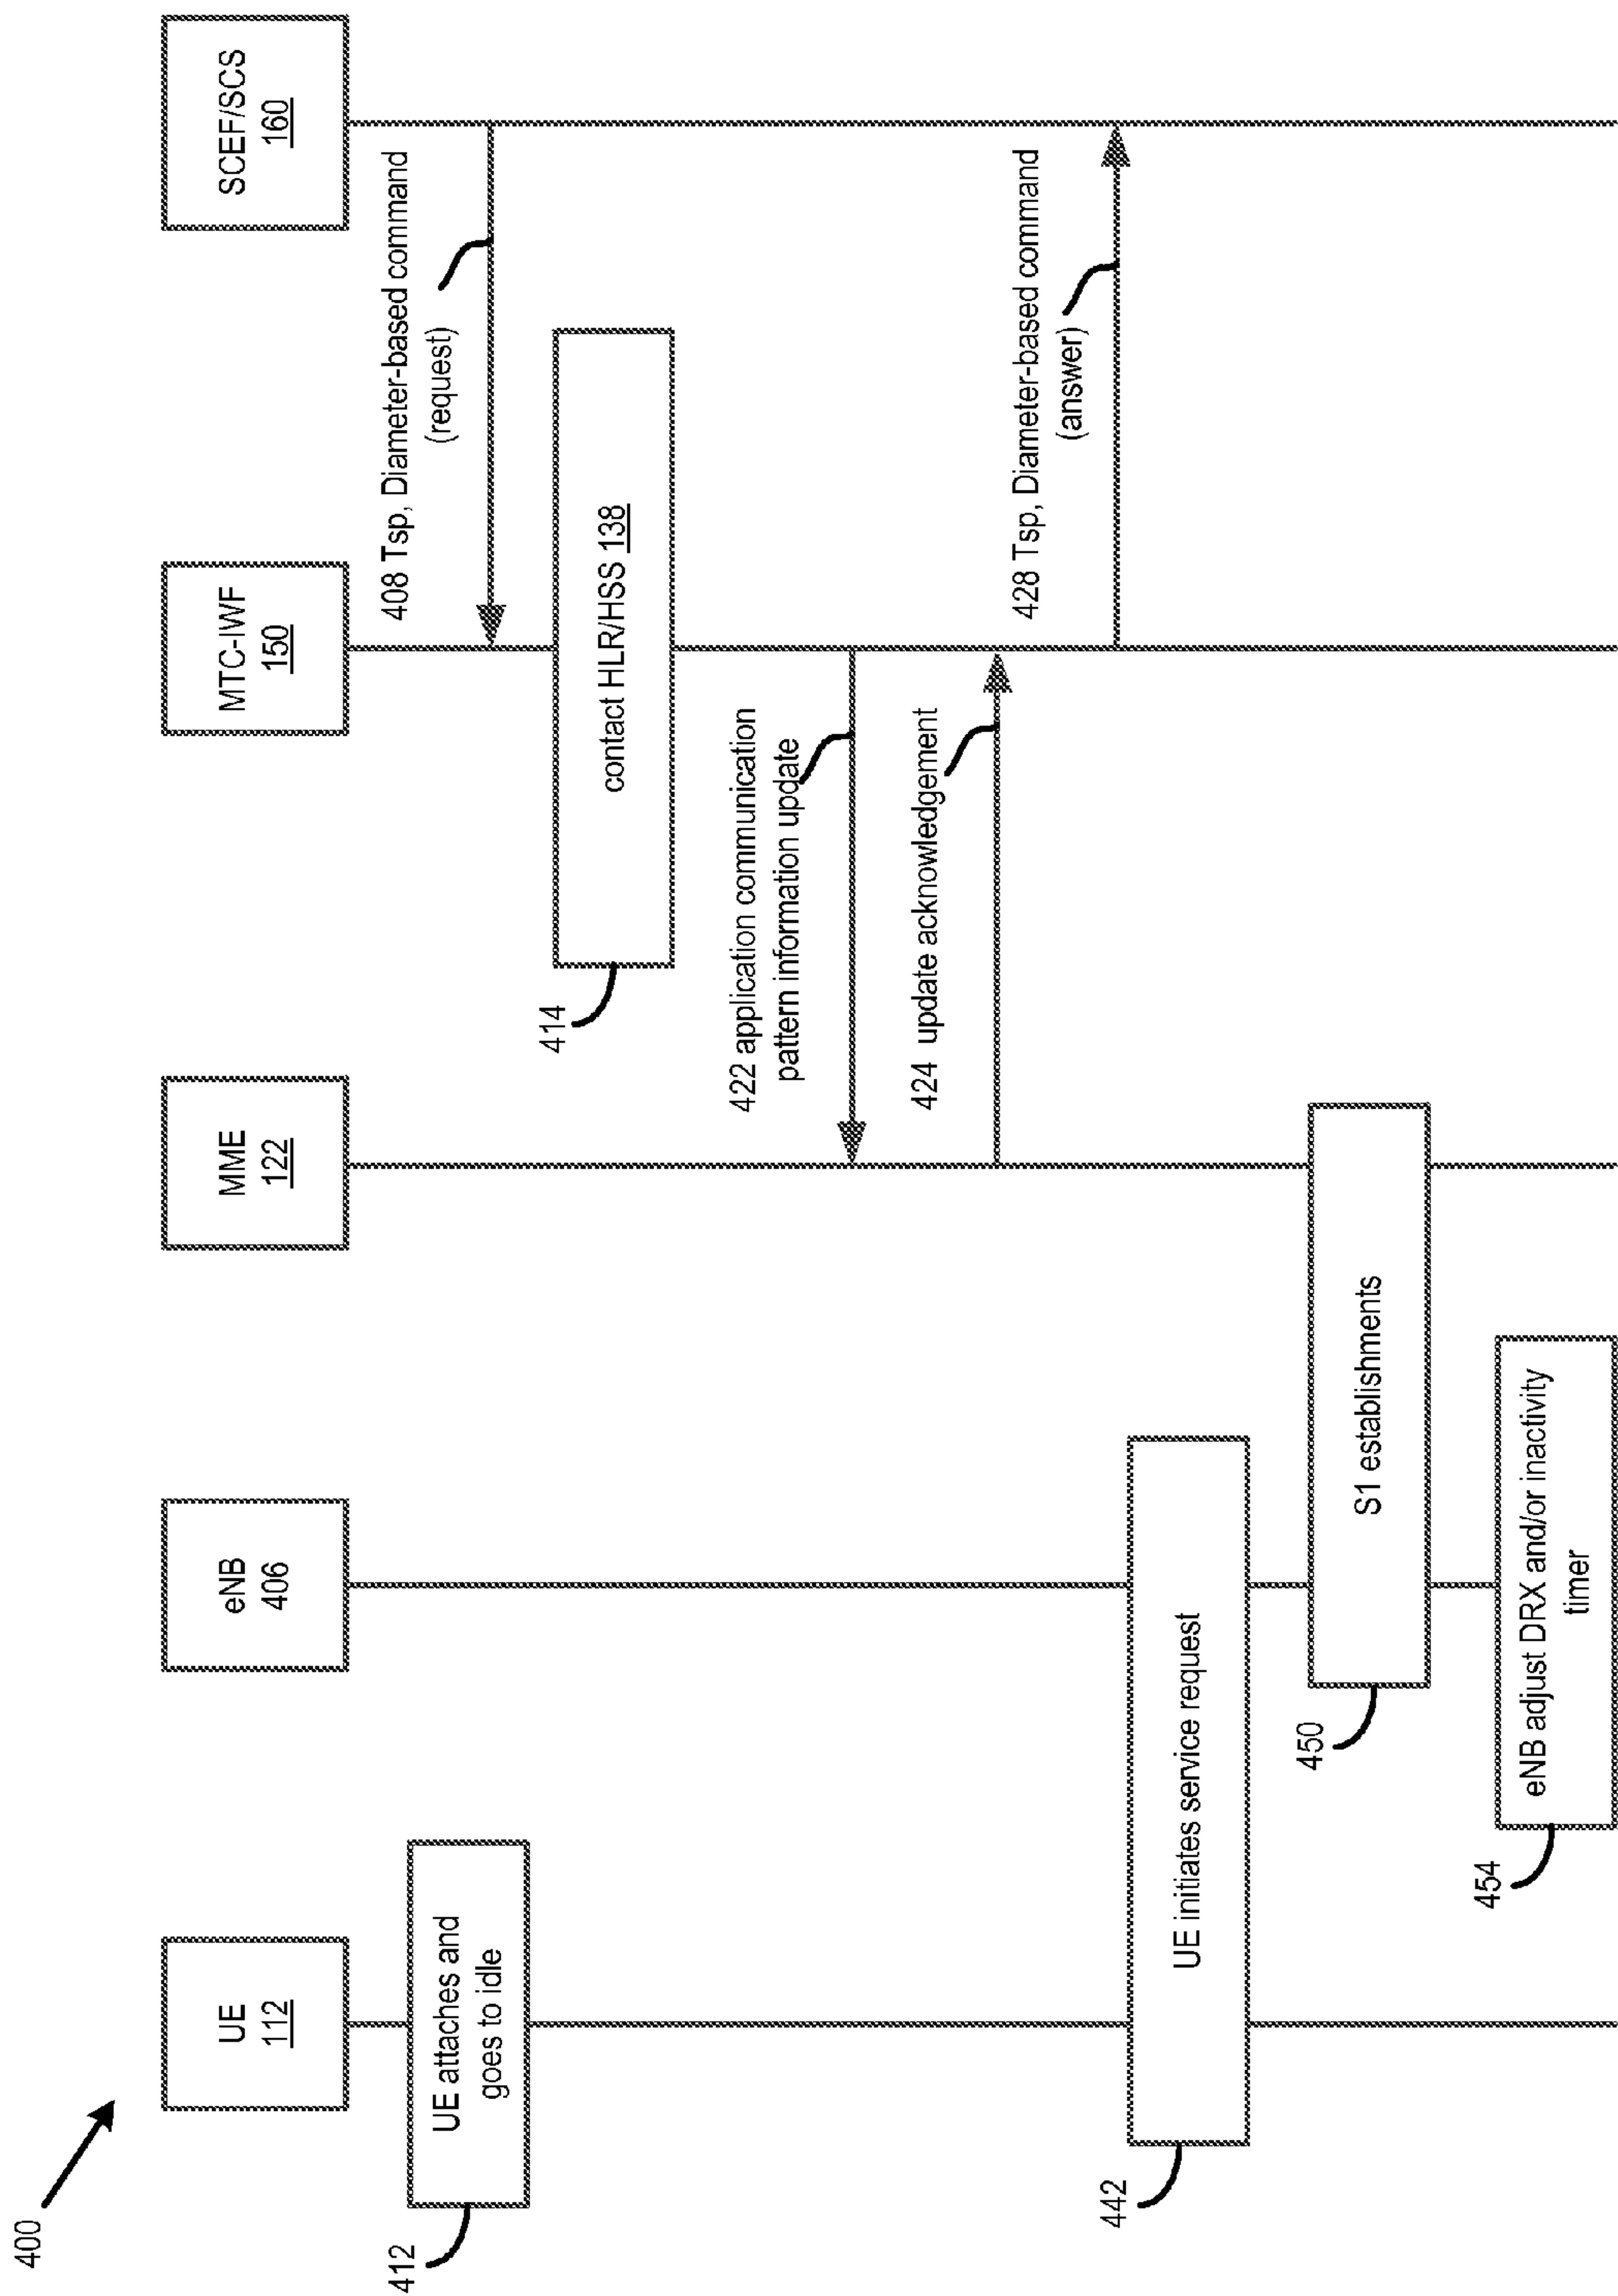 400
UE
112
eNB
406
MME
122
MTC-IWF
150
SCEF/SCS
160
412
UE attaches and
goes to idle
408 Tsp, Diameter-based command
(request)
414
contact HLR/HSS 138
422 application communication
pattern information update
424 update acknowledgement
428 Tsp, Diameter-based command
(answer)
442
UE initiates service request
450
S1 establishments
454
eNB adjust DRX and/or inactivity
timer